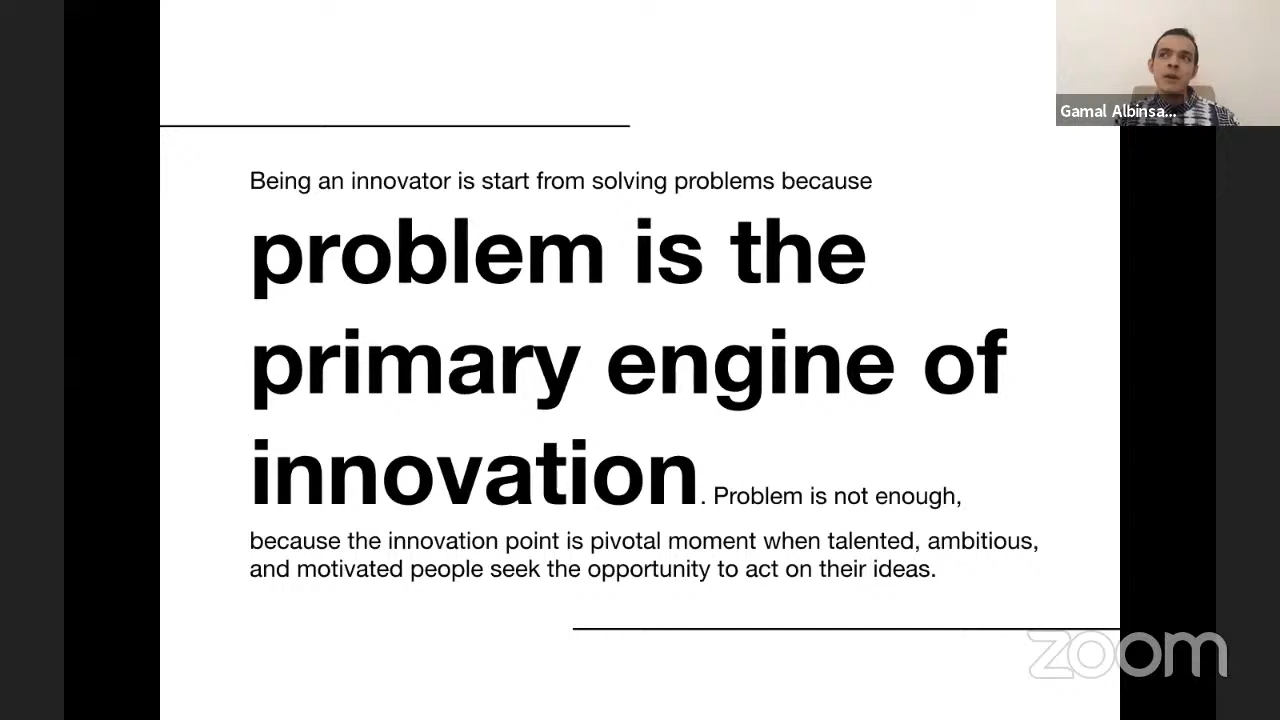 Gamal Albinsa...
Being an innovator is start from solving problems because
problem is the
primary engine of
innovation. Problem is not enough,
because the innovation point is pivotal moment when talented, ambitious,
and motivated people seek the opportunity to act on their ideas.
zoom